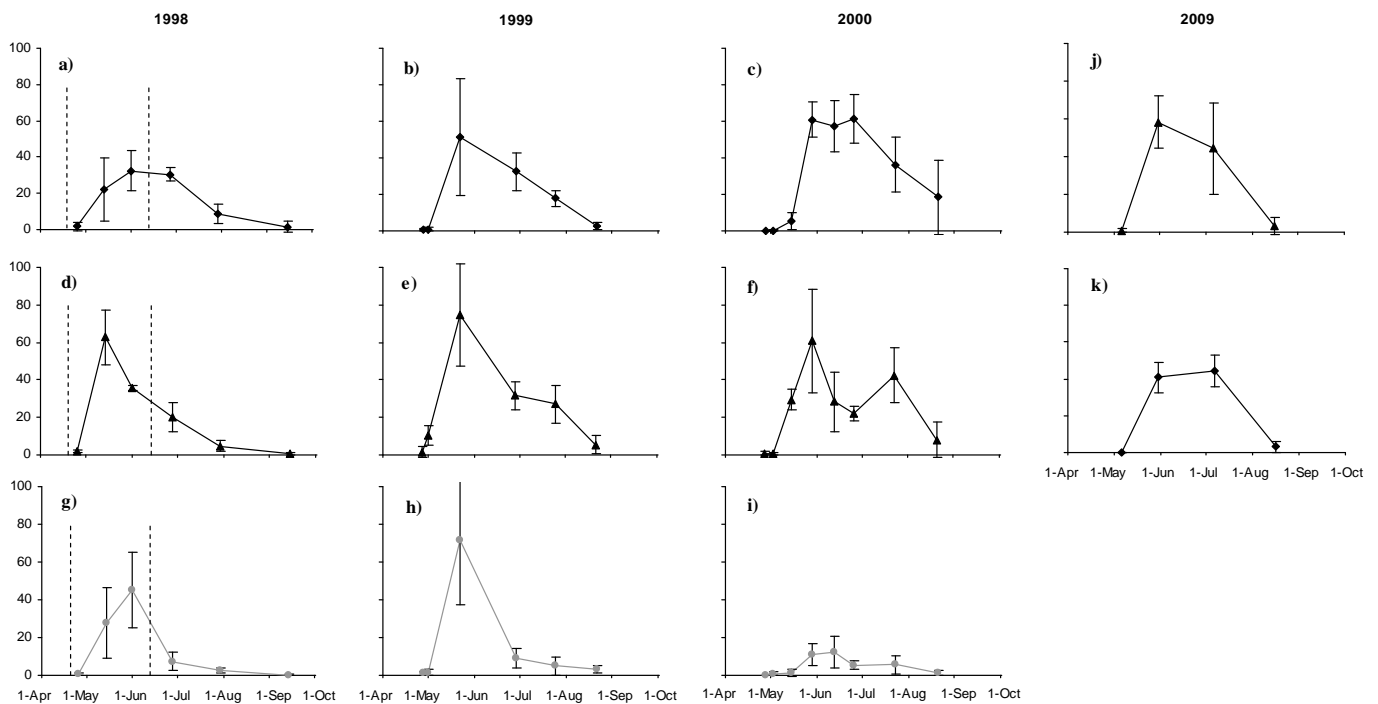 1998 1999 2000 2009
100 80 60 40 20 0
a) b) c) j)
100 80 60 40 20 0
d) e) f) k)
1-Apr 1-May 1-Jun 1-Jul 1-Aug 1-Sep 1-Oct
100 80 60 40 20 0
g) h) i)
1-Apr 1-May 1-Jun 1-Jul 1-Aug 1-Sep 1-Oct 1-Apr 1-May 1-Jun 1-Jul 1-Aug 1-Sep 1-Oct 1-Apr 1-May 1-Jun 1-Jul 1-Aug 1-Sep 1-Oct